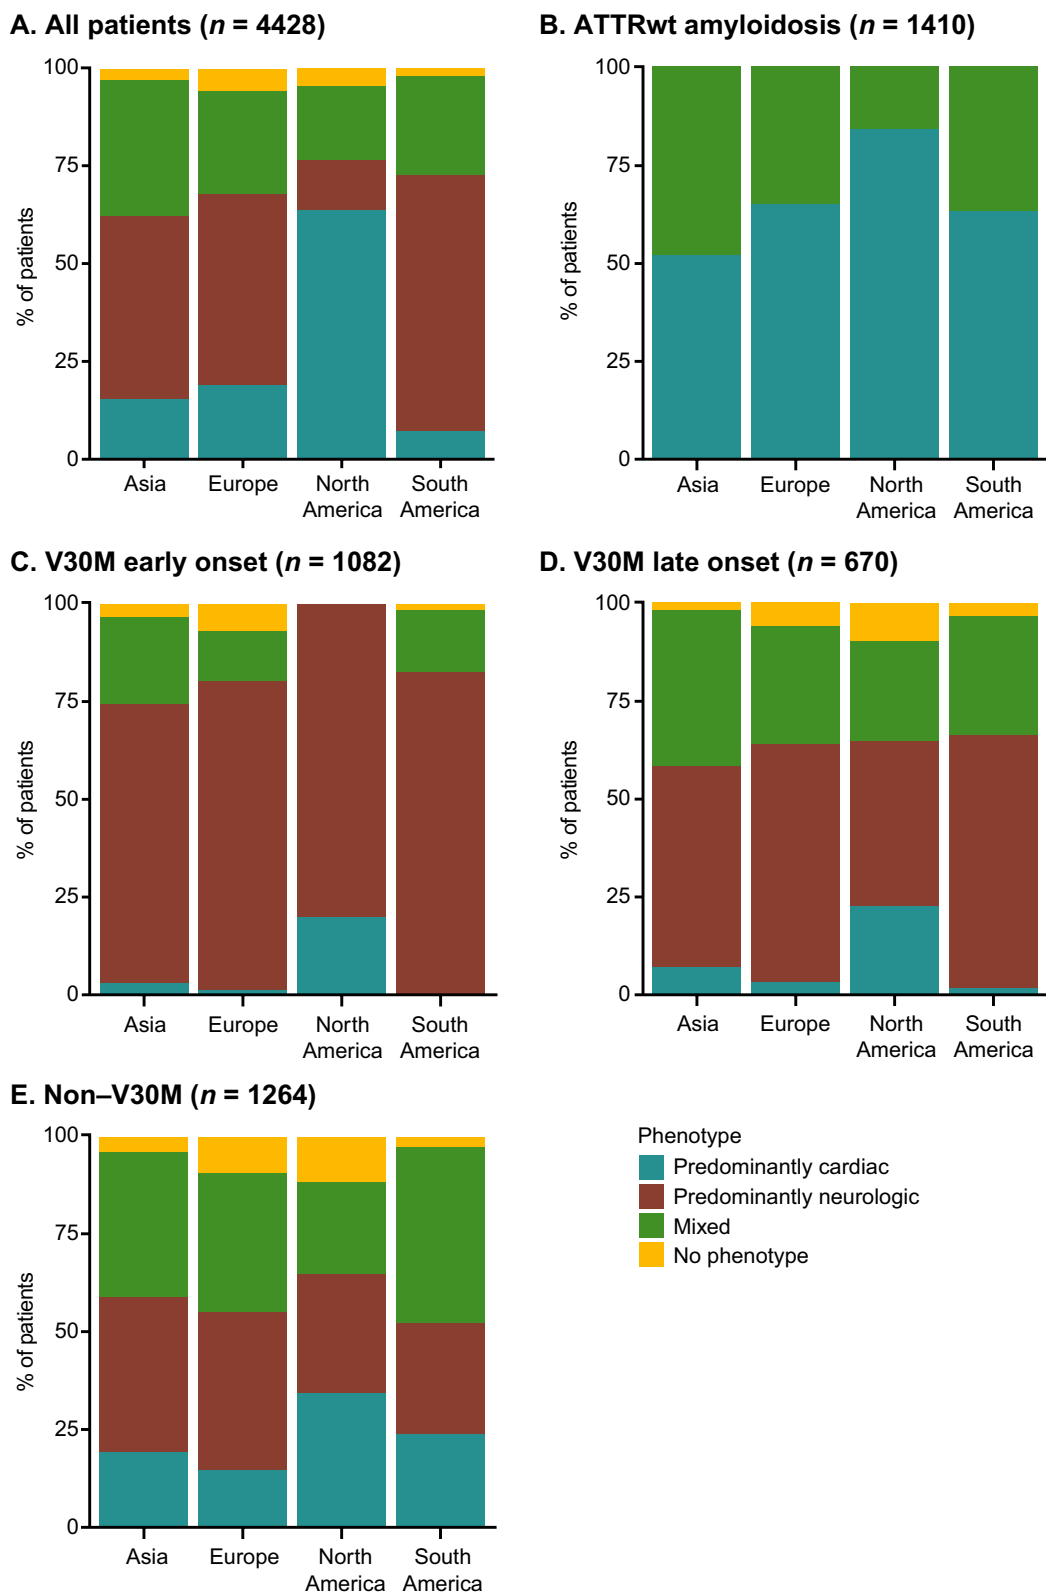 A. All patients (n = 4428)
100
75
50
25
0
% of patients
Asia
Europe
North
America
South
America
B. ATTRwt amyloidosis (n = 1410)
100
75
50
25
0
% of patients
Asia
Europe
North
America
South
America
C. V30M early onset (n = 1082)
100
75
50
25
0
% of patients
Asia
Europe
North
America
South
America
D. V30M late onset (n = 670)
100
75
50
25
0
% of patients
Asia
Europe
North
America
South
America
E. Non–V30M (n = 1264)
100
75
50
25
0
% of patients
Asia
Europe
North
America
South
America
Phenotype
Predominantly cardiac
Predominantly neurologic
Mixed
No phenotype